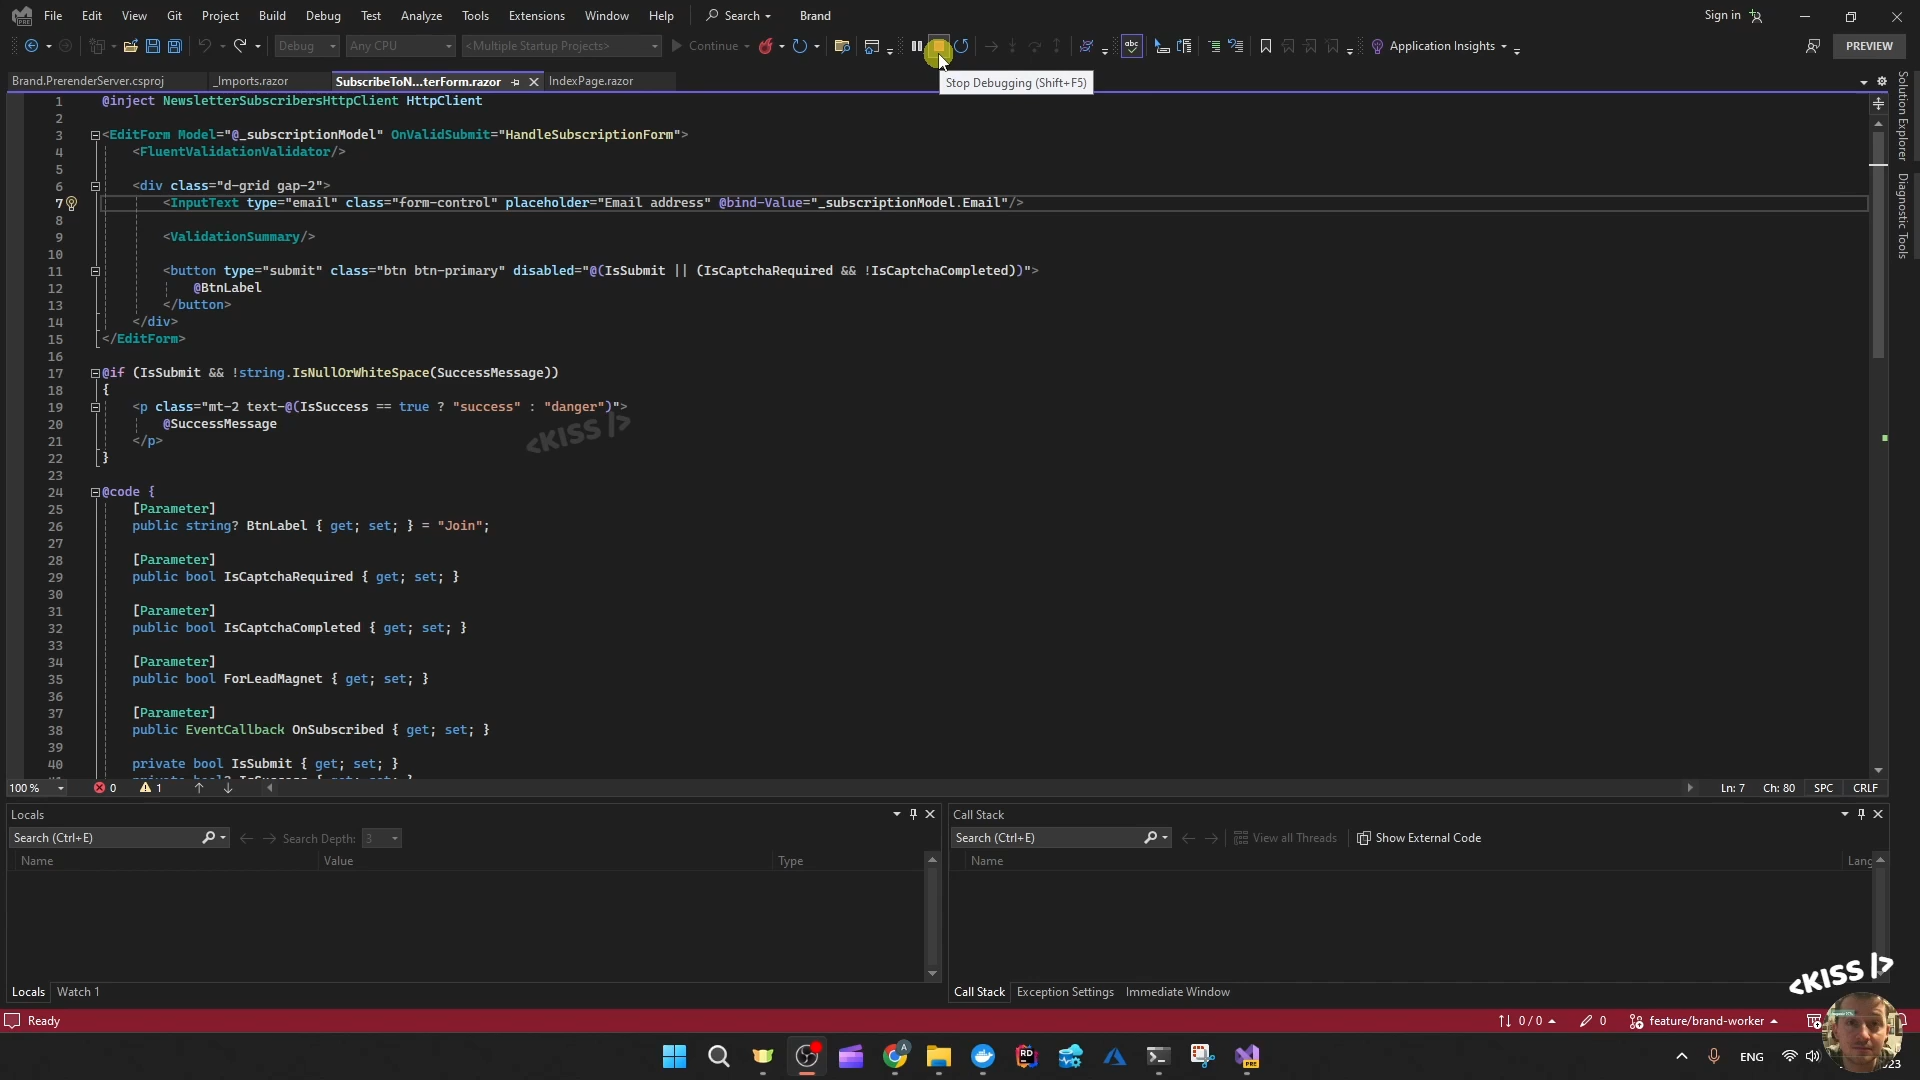 File Edit View Git Project Build Debug Test Analyze Tools Extensions Window Help Search Brand Sign in
Debug Any CPU <Multiple Startup Projects> Continue Application Insights PREVIEW
Brand.PrerenderServer.csproj _Imports.razor SubscribeToN...terForm.razor IndexPage.razor
Stop Debugging (Shift+F5)
Solution Explorer
Diagnostic Tools
1 @inject NewsletterSubscribersHttpClient HttpClient
2
3 <EditForm Model="@_subscriptionModel" OnValidSubmit="HandleSubscriptionForm">
4 <FluentValidationValidator/>
5
6 <div class="d-grid gap-2">
7 <InputText type="email" class="form-control" placeholder="Email address" @bind-Value="_subscriptionModel.Email"/>
8
9 <ValidationSummary/>
10
11 <button type="submit" class="btn btn-primary" disabled="@(IsSubmit || (IsCaptchaRequired && !IsCaptchaCompleted))">
12 @BtnLabel
13 </button>
14 </div>
15 </EditForm>
16
17 @if (IsSubmit && !string.IsNullOrWhiteSpace(SuccessMessage))
18 {
19 <p class="mt-2 text-@(IsSuccess == true ? "success" : "danger")">
20 @SuccessMessage
21 </p>
22 }
23
24 @code {
25 [Parameter]
26 public string? BtnLabel { get; set; } = "Join";
27
28 [Parameter]
29 public bool IsCaptchaRequired { get; set; }
30
31 [Parameter]
32 public bool IsCaptchaCompleted { get; set; }
33
34 [Parameter]
35 public bool ForLeadMagnet { get; set; }
36
37 [Parameter]
38 public EventCallback OnSubscribed { get; set; }
39
40 private bool IsSubmit { get; set; }
<KISS />
100 % 0 1 Ln: 7 Ch: 80 SPC CRLF
Locals
Search (Ctrl+E) Search Depth: 3
Name Value Type
Locals Watch 1
Call Stack
Search (Ctrl+E) View all Threads Show External Code
Name Lang
Call Stack Exception Settings Immediate Window
<KISS />
Ready 0 / 0 0 feature/brand-worker
ENG